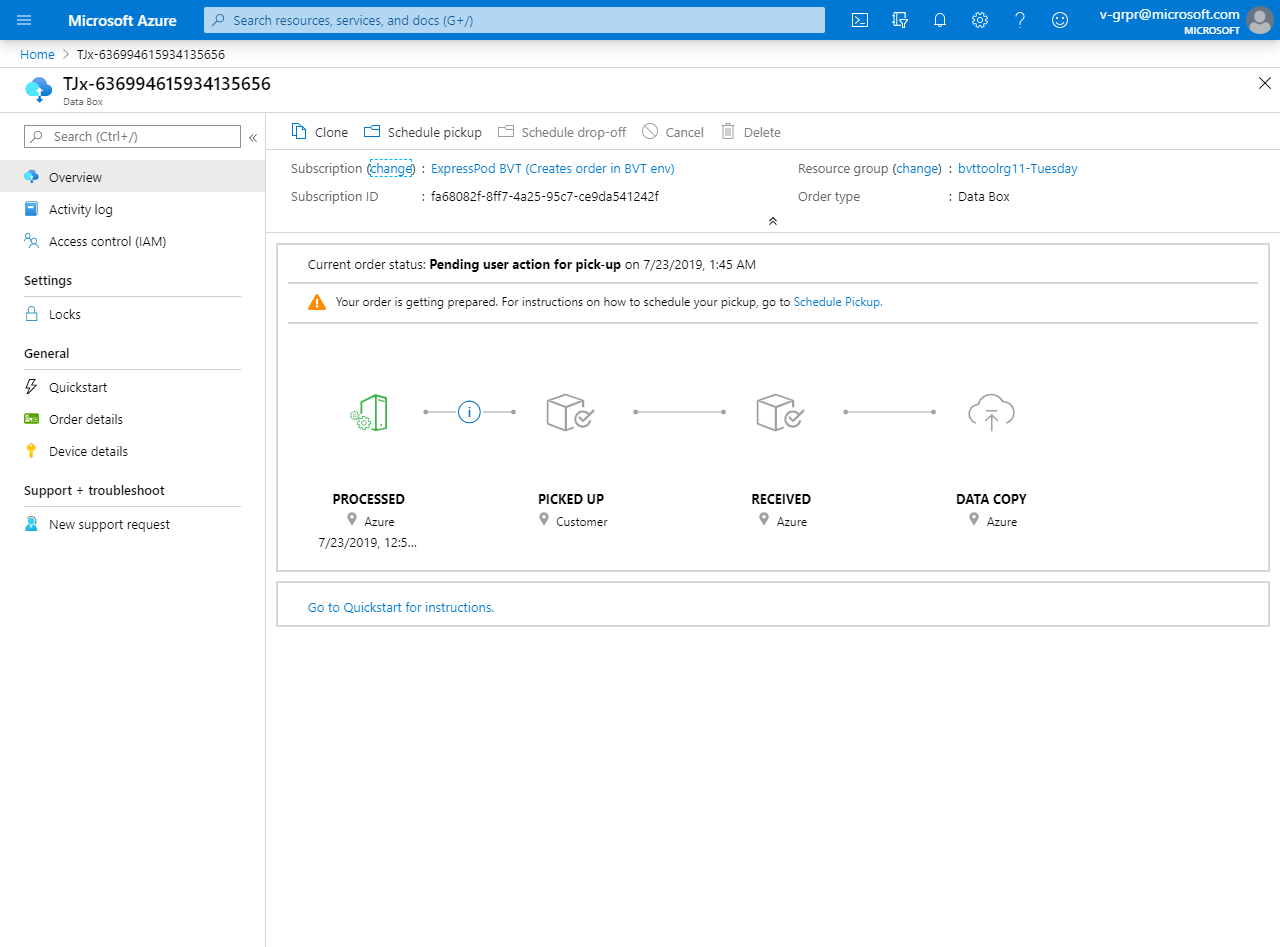 Microsoft Azure
Search resources, services, and docs (G+/)
v-grpr@microsoft.com
MICROSOFT
Home > TJx-636994615934135656
TJx-636994615934135656
Data Box
Search (Ctrl+/)
«
Overview
Activity log
Access control (IAM)
Settings
Locks
General
Quickstart
Order details
Device details
Support + troubleshoot
New support request
Clone
Schedule pickup
Schedule drop-off
Cancel
Delete
Subscription (change) : ExpressPod BVT (Creates order in BVT env)
Resource group (change) : bvttoolrg11-Tuesday
Subscription ID : fa68082f-8ff7-4a25-95c7-ce9da541242f
Order type : Data Box
Current order status: Pending user action for pick-up on 7/23/2019, 1:45 AM
Your order is getting prepared. For instructions on how to schedule your pickup, go to Schedule Pickup.
PROCESSED
Azure
7/23/2019, 12:5...
PICKED UP
Customer
RECEIVED
Azure
DATA COPY
Azure
Go to Quickstart for instructions.